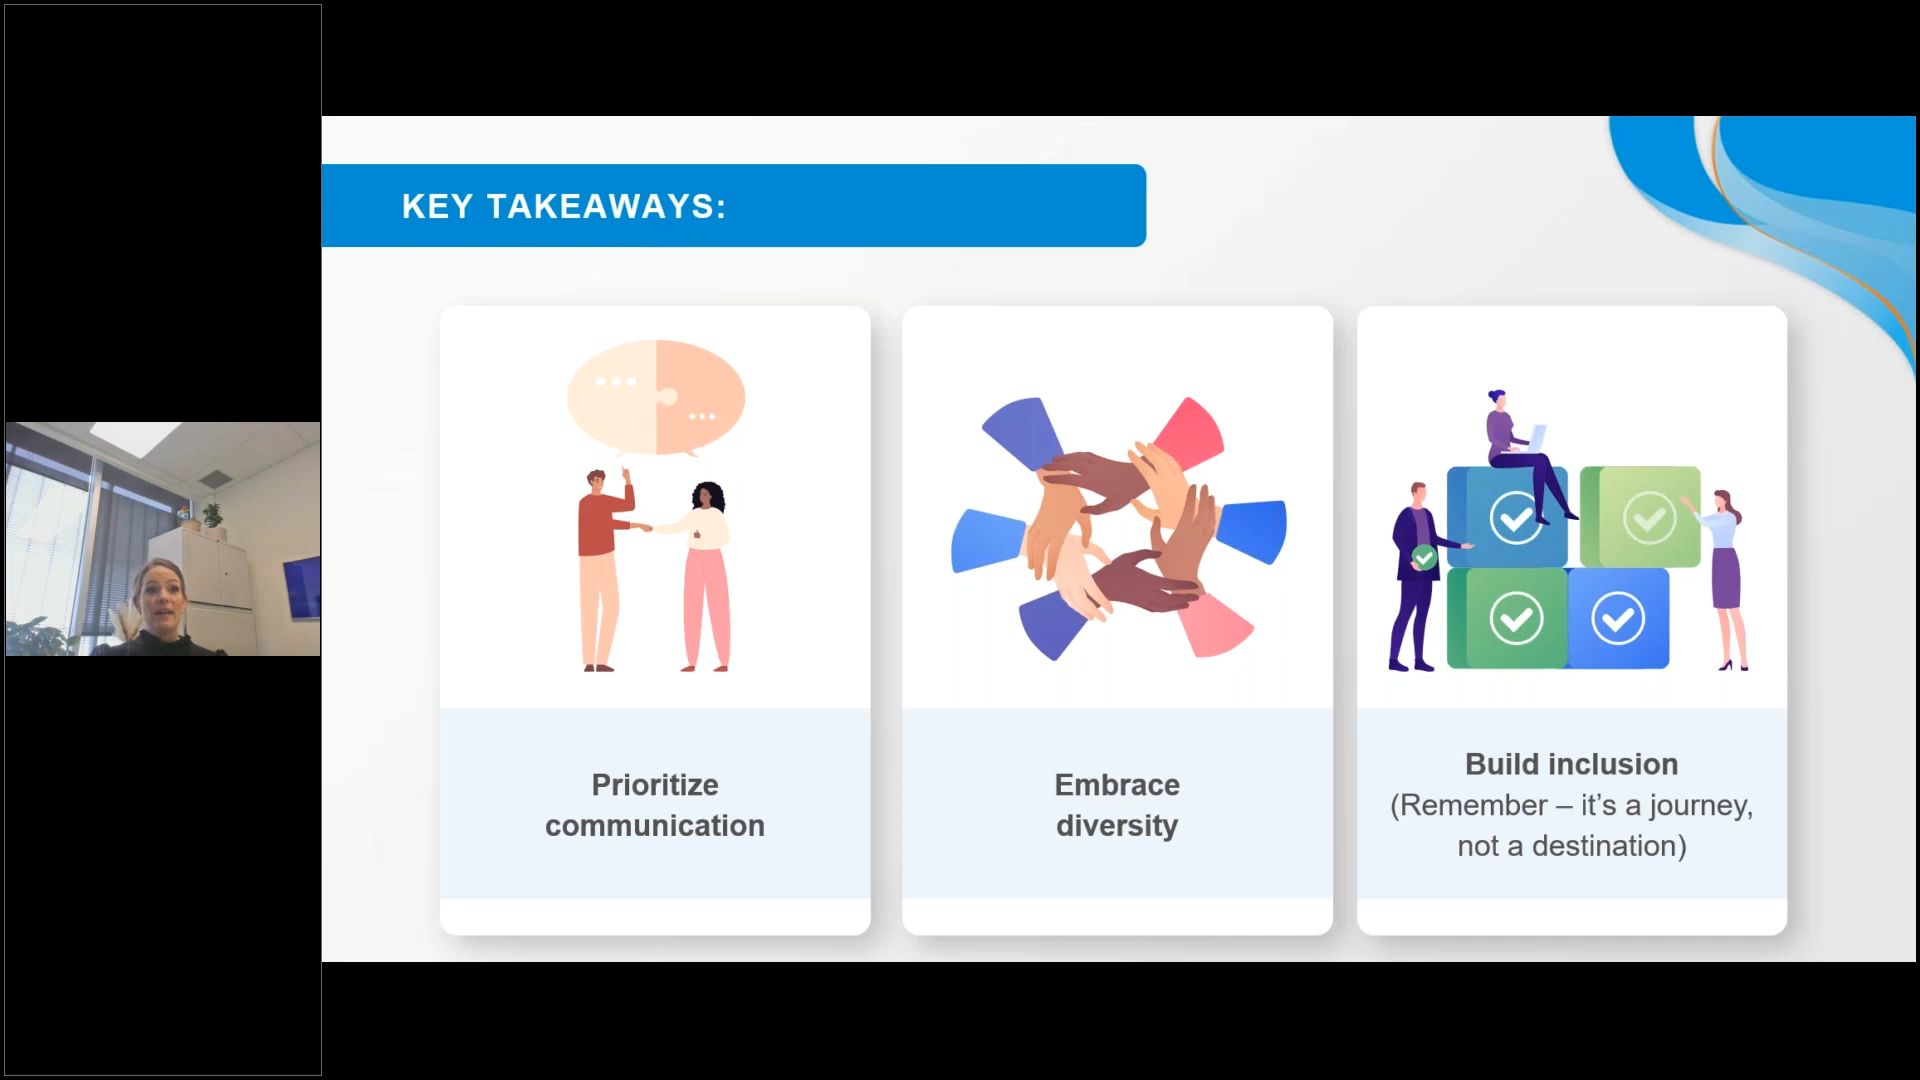 KEY TAKEAWAYS:
Prioritize
communication
Embrace
diversity
Build inclusion
(Remember – it’s a journey,
not a destination)